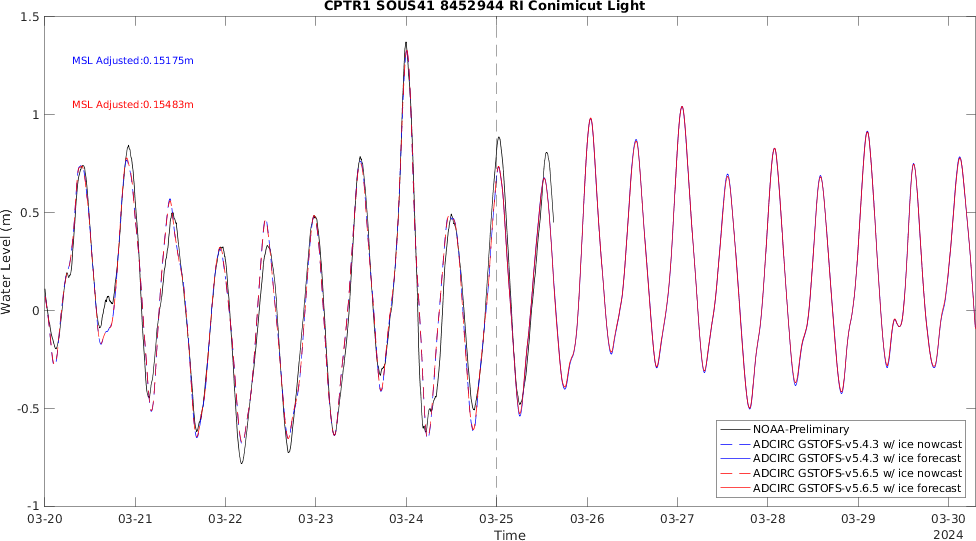 CPTR1 SOUS41 8452944 RI Conimicut Light
1.5
MSL Adjusted:0.15175m
MSL Adjusted:0.15483m
1
0.5
0
-0.5
-1
Water Level (m)
NOAA-Preliminary
ADCIRC GSTOFS-v5.4.3 w/ ice nowcast
ADCIRC GSTOFS-v5.4.3 w/ ice forecast
ADCIRC GSTOFS-v5.6.5 w/ ice nowcast
ADCIRC GSTOFS-v5.6.5 w/ ice forecast
03-20 03-21 03-22 03-23 03-24 03-25 03-26 03-27 03-28 03-29 03-30
2024
Time